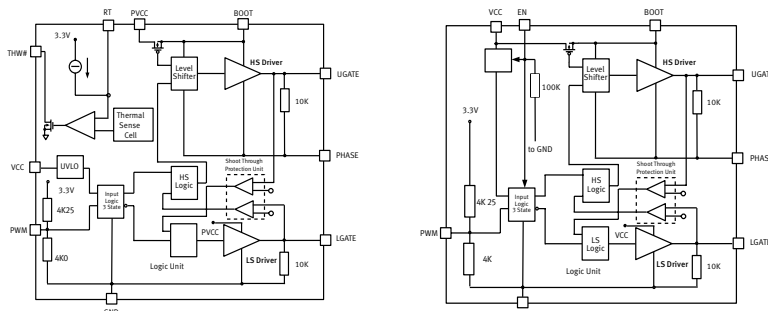 RT
PVCC
BOOT
3.3V
THW#
Level
Shifter
HS Driver
UGATE
10K
Thermal
Sense
Cell
PHASE
VCC
UVLO
3.3V
4K25
Input
Logic
3 State
HS
Logic
Shoot Through
Protection Unit
PWM
4K0
PVCC
LGATE
LS Driver
10K
Logic Unit
VCC
EN
BOOT
HS Driver
Level
Shifter
UGAT
100K
10K
3.3V
to GND
PHAS
Shoot Through
Protection Unit
HS
Logic
4K 25
Input
Logic
3 State
PWM
LS
Logic
VCC
LGAT
4K
LS Driver
10K
Logic Unit